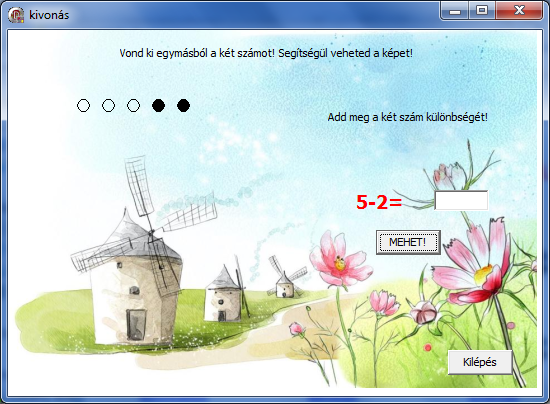 kivonás
Vond ki egymásból a két számot! Segítségül veheted a képet!
Add meg a két szám különbségét!
5-2=
MEHET!
Kilépés